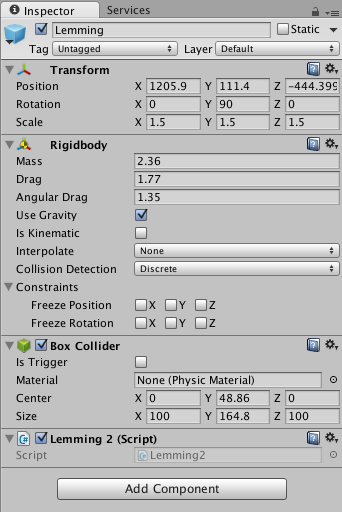 Inspector Services
Lemming Static
Tag Untagged Layer Default
Transform
Position X 1205.9 Y 111.4 Z -444.399
Rotation X 0 Y 90 Z 0
Scale X 1.5 Y 1.5 Z 1.5
Rigidbody
Mass 2.36
Drag 1.77
Angular Drag 1.35
Use Gravity
Is Kinematic
Interpolate None
Collision Detection Discrete
Constraints
Freeze Position X Y Z
Freeze Rotation X Y Z
Box Collider
Is Trigger
Material None (Physic Material)
Center X 0 Y 48.86 Z 0
Size X 100 Y 164.8 Z 100
Lemming 2 (Script)
Script Lemming2
Add Component